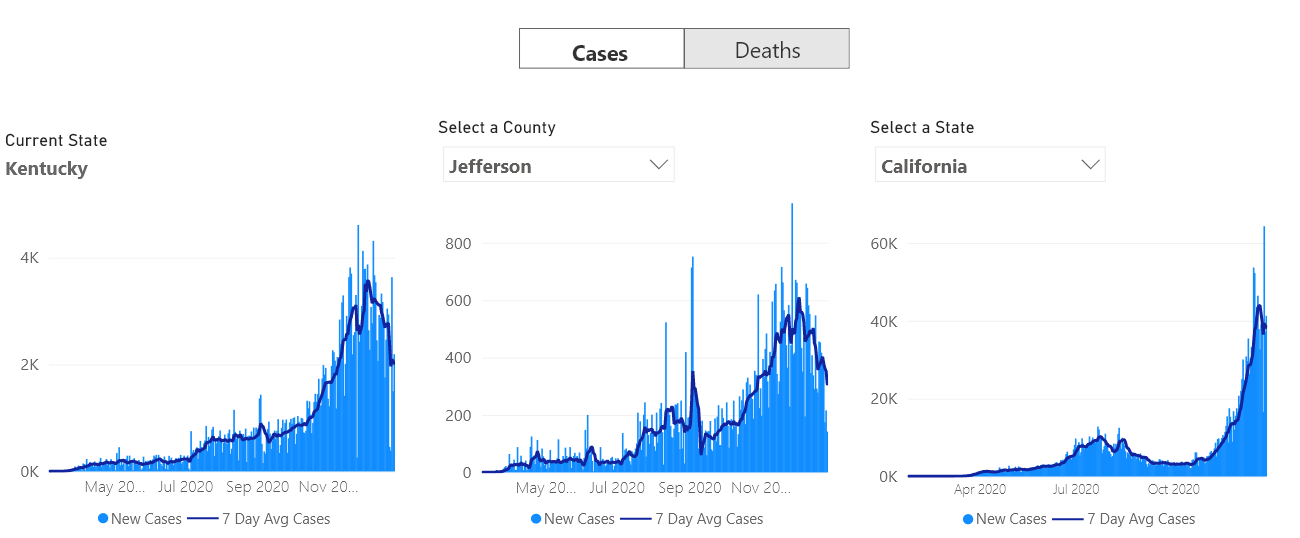 Cases
Deaths
Current State
Kentucky
4K
2K
0K
May 20... Jul 2020 Sep 2020 Nov 20...
New Cases 7 Day Avg Cases
Select a County
Jefferson
800
600
400
200
0
May 20... Jul 2020 Sep 2020 Nov 20...
New Cases 7 Day Avg Cases
Select a State
California
60K
40K
20K
0K
Apr 2020 Jul 2020 Oct 2020
New Cases 7 Day Avg Cases